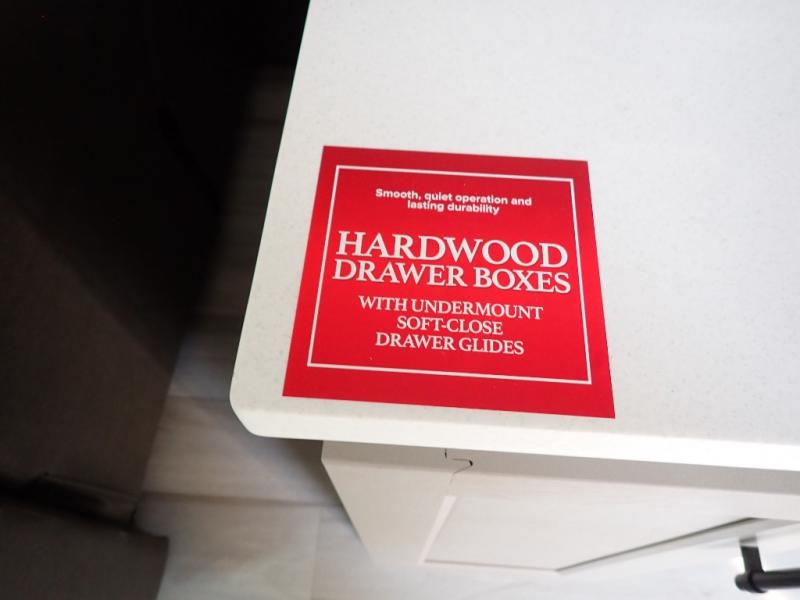 Smooth, quiet operation and
lasting durability
HARDWOOD
DRAWER BOXES
WITH UNDERMOUNT
SOFT-CLOSE
DRAWER GLIDES